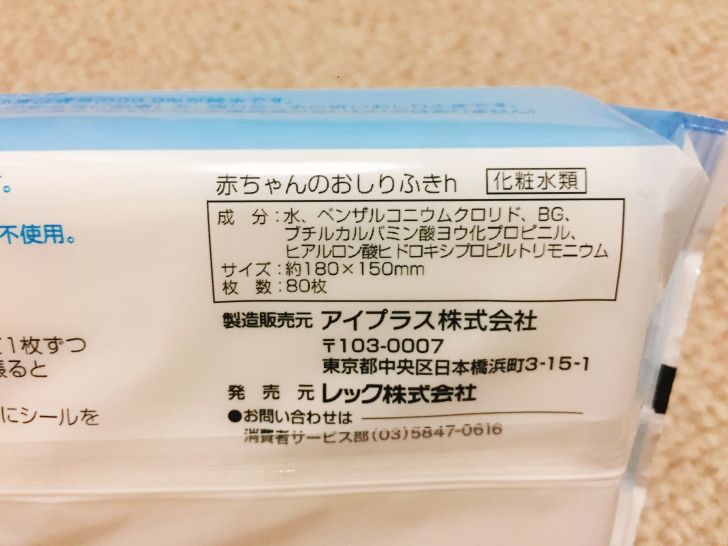 純水です。
不使用。
赤ちゃんのおしりふきh 化粧水類
成 分:水、ベンザルコニウムクロリド、BG、
ブチルカルバミン酸ヨウ化プロピニル、
ヒアルロン酸ヒドロキシプロピルトリモニウム
サイズ:約180×150mm
枚 数:80枚
製造販売元 アイプラス株式会社
〒103-0007
東京都中央区日本橋浜町3-15-1
発 売 元 レック株式会社
●お問い合わせは
消費者サービス部(03)5847-0616
1枚ずつ
ると
にシールを